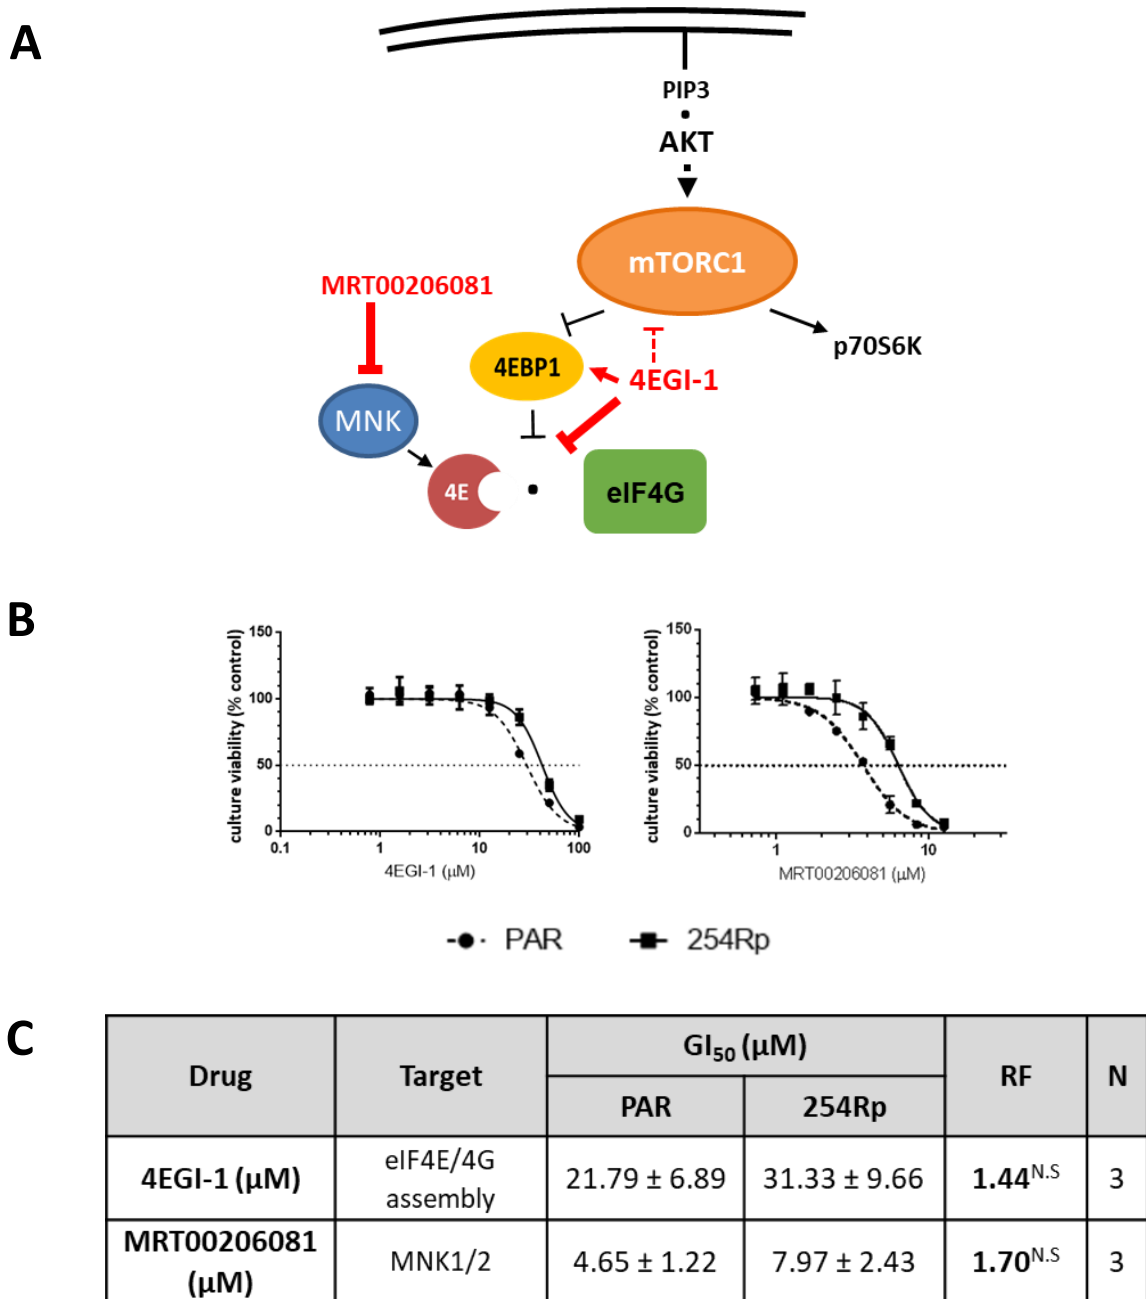 A
PIP3
AKT
mTORC1
MRT00206081
p70S6K
4EBP1
4EGI-1
MNK
4E
eIF4G
B
culture viability (% control)
150
100
50
0
0.1
1
10
100
4EGI-1 (µM)
culture viability (% control)
150
100
50
0
1
10
MRT00206081 (µM)
PAR
254Rp
C
Drug
Target
GI50 (µM)
RF
N
PAR
254Rp
4EGI-1 (µM)
eIF4E/4G
assembly
21.79 ± 6.89
31.33 ± 9.66
1.44N.S
3
MRT00206081
(µM)
MNK1/2
4.65 ± 1.22
7.97 ± 2.43
1.70N.S
3